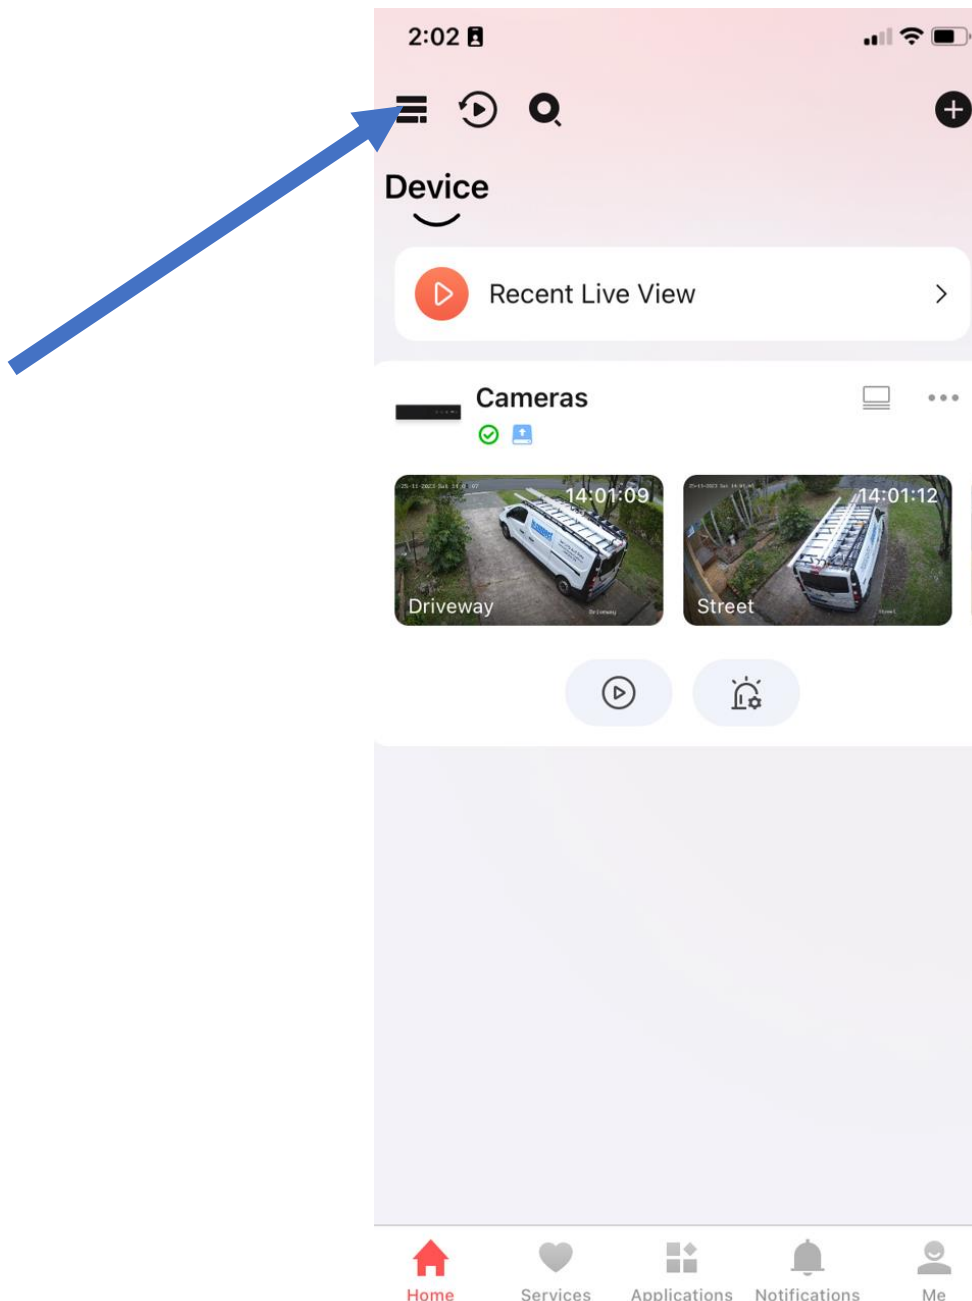 2:02
Device
Recent Live View
Cameras
14:01:09
Driveway
14:01:12
Street
Home
Services
Applications
Notifications
Me